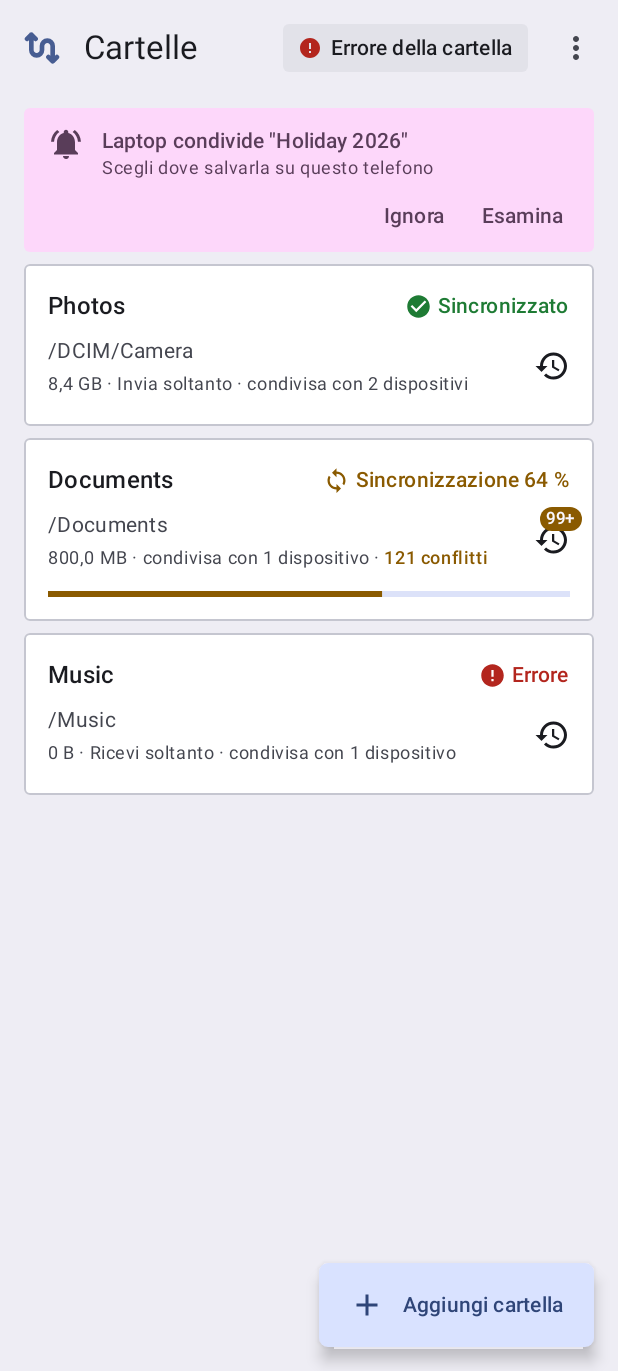 Cartelle
Errore della cartella
Laptop condivide "Holiday 2026"
Scegli dove salvarla su questo telefono
Ignora
Esamina
Photos
Sincronizzato
/DCIM/Camera
8,4 GB · Invia soltanto · condivisa con 2 dispositivi
Documents
Sincronizzazione 64 %
/Documents
99+
800,0 MB · condivisa con 1 dispositivo · 121 conflitti
Music
Errore
/Music
0 B · Ricevi soltanto · condivisa con 1 dispositivo
Aggiungi cartella